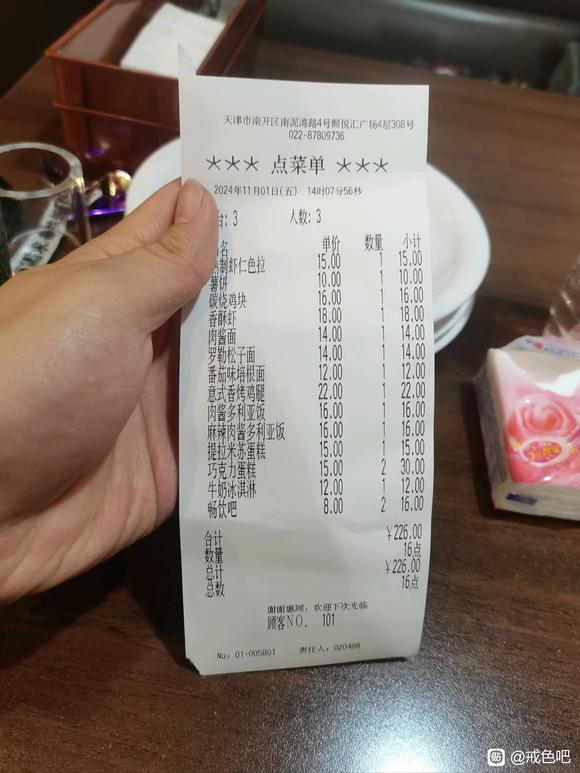 天津市南开区南泥湾路4号熙悦汇广场4层308号
022-87809736
*** 点菜单 ***
2024年11月01日(五) 14时07分56秒
台:3 人数:3
名 单价 数量 小计
制虾仁色拉 15.00 1 15.00
薯饼 10.00 1 10.00
碳烧鸡块 16.00 1 16.00
香酥虾 18.00 1 18.00
肉酱面 14.00 1 14.00
罗勒松子面 14.00 1 14.00
番茄味培根面 12.00 1 12.00
意式香烤鸡腿 22.00 1 22.00
肉酱多利亚饭 16.00 1 16.00
麻辣肉酱多利亚饭 16.00 1 16.00
提拉米苏蛋糕 15.00 1 15.00
巧克力蛋糕 15.00 2 30.00
牛奶冰淇淋 12.00 1 12.00
畅饮吧 8.00 2 16.00
合计 ¥226.00
数量 16点
总计 ¥226.00
总数 16点
谢谢惠顾,欢迎下次光临
顾客NO. 101
No:01-005801 责任人:020488
贴 @戒色吧